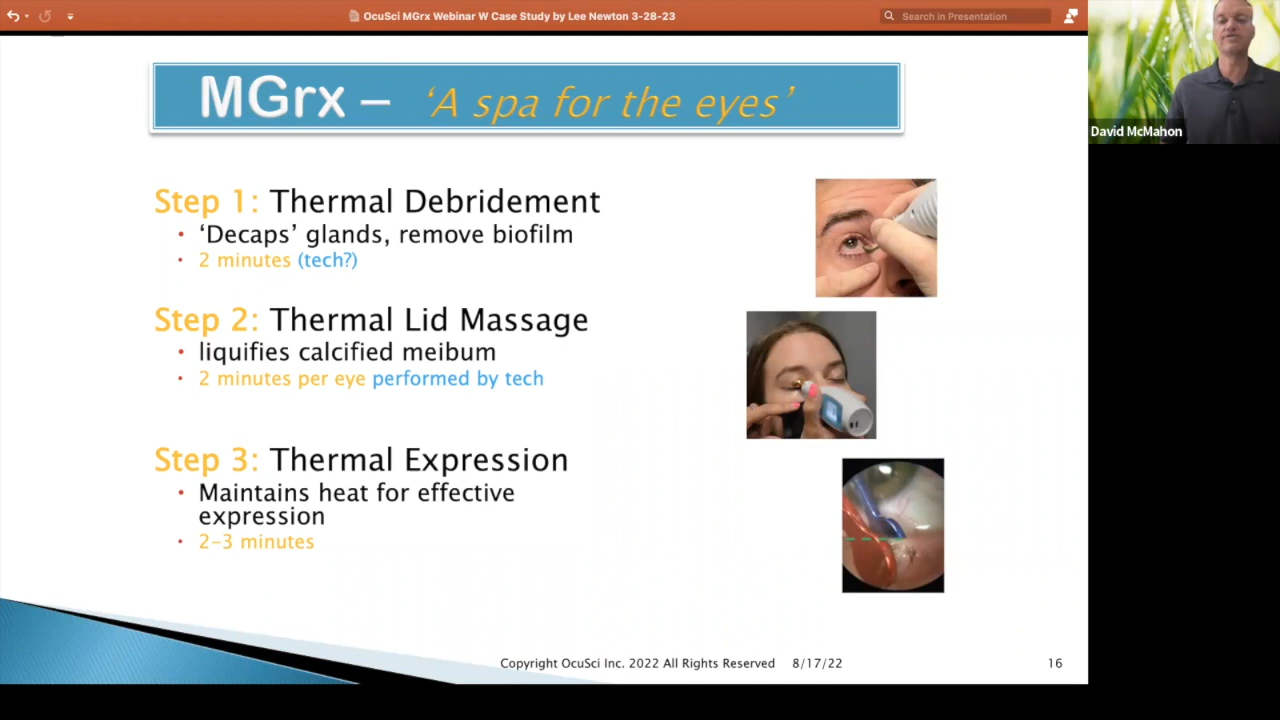 OcuSci MGrx Webinar W Case Study by Lee Newton 3-28-23
Search in Presentation
David McMahon
MGrx – ‘A spa for the eyes’
Step 1: Thermal Debridement
• ‘Decaps’ glands, remove biofilm
• 2 minutes (tech?)
Step 2: Thermal Lid Massage
• liquifies calcified meibum
• 2 minutes per eye performed by tech
Step 3: Thermal Expression
• Maintains heat for effective
expression
• 2–3 minutes
Copyright OcuSci Inc. 2022 All Rights Reserved 8/17/22 16